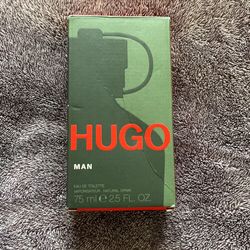 HUGO
MAN
EAU DE TOILETTE
VAPORISATEUR NATURAL SPRAY
75 ml ℮ 2.5 FL. OZ.